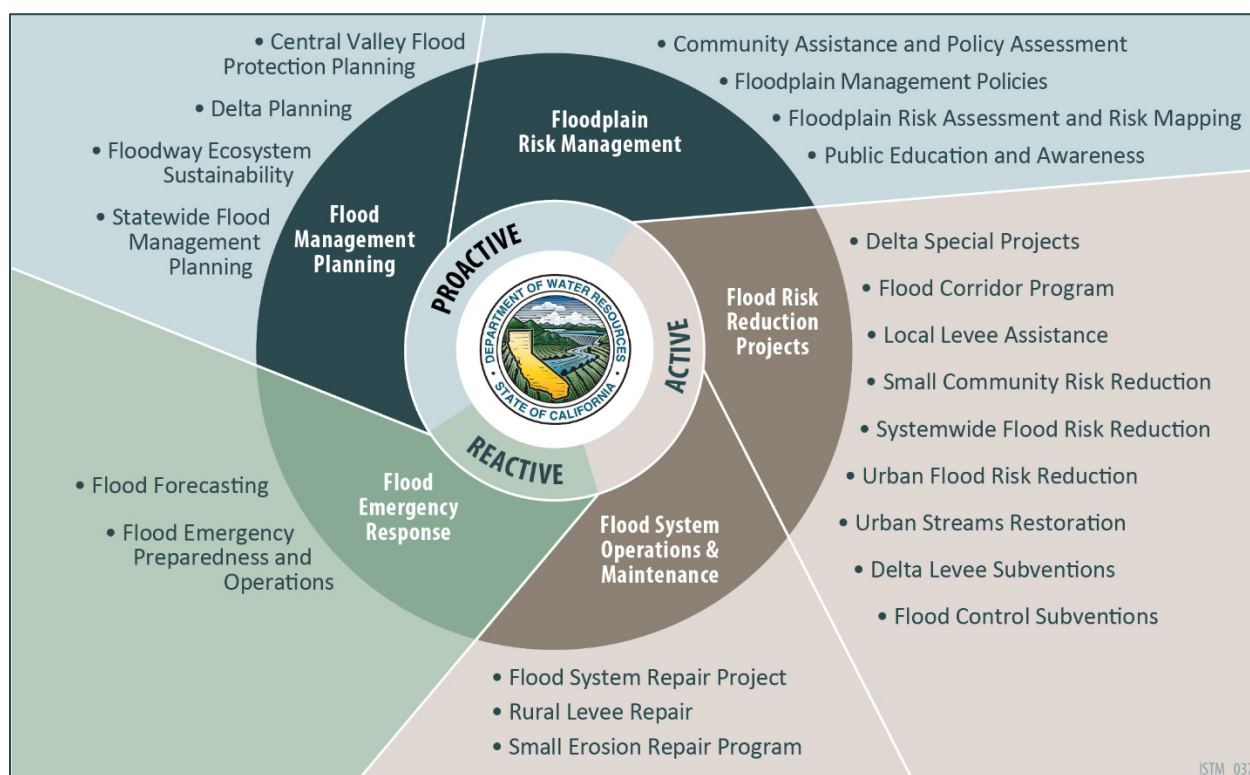 • Central Valley Flood
Protection Planning
• Delta Planning
• Floodway Ecosystem
Sustainability
• Statewide Flood
Management
Planning
Flood
Management
Planning
Floodplain
Risk Management
• Community Assistance and Policy Assessment
• Floodplain Management Policies
• Floodplain Risk Assessment and Risk Mapping
• Public Education and Awareness
PROACTIVE
ACTIVE
REACTIVE
DEPARTMENT OF WATER RESOURCES
STATE OF CALIFORNIA
Flood Risk
Reduction
Projects
• Delta Special Projects
• Flood Corridor Program
• Local Levee Assistance
• Small Community Risk Reduction
• Systemwide Flood Risk Reduction
• Urban Flood Risk Reduction
• Urban Streams Restoration
• Delta Levee Subventions
• Flood Control Subventions
Flood
Emergency
Response
• Flood Forecasting
• Flood Emergency
Preparedness and
Operations
Flood System
Operations &
Maintenance
• Flood System Repair Project
• Rural Levee Repair
• Small Erosion Repair Program
ISTM